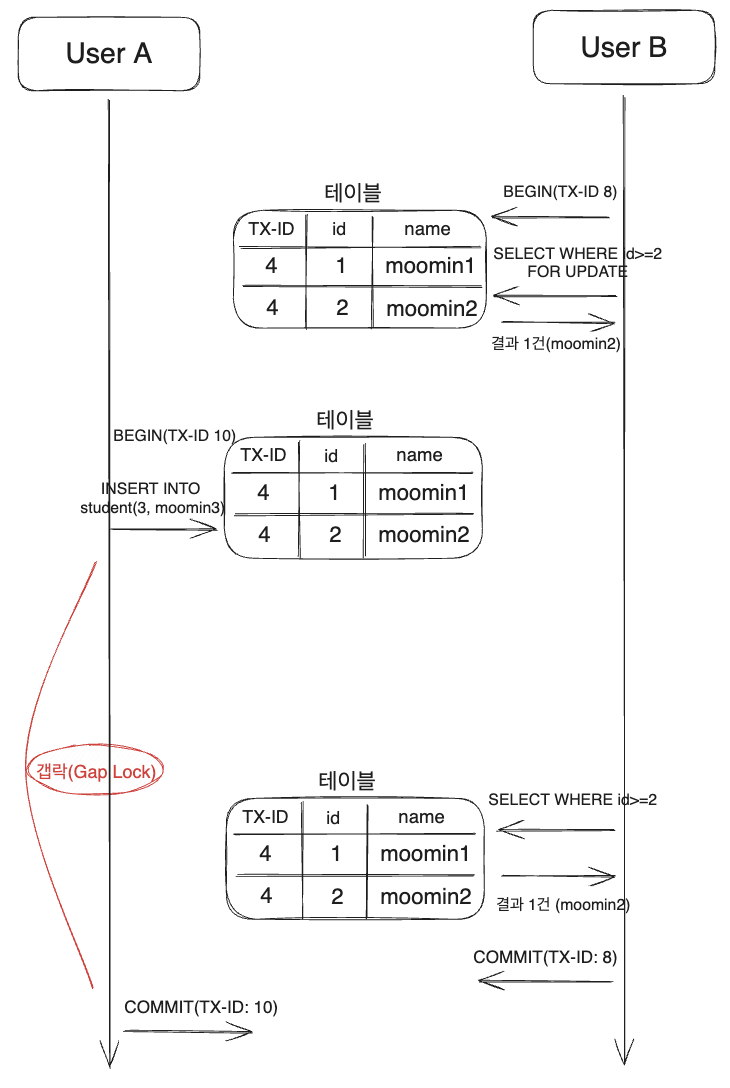 User A
User B
BEGIN(TX-ID 8)
테이블
TX-ID id name
4 1 moomin1
4 2 moomin2
SELECT WHERE id>=2
FOR UPDATE
결과 1건(moomin2)
테이블
BEGIN(TX-ID 10)
TX-ID id name
4 1 moomin1
4 2 moomin2
INSERT INTO
student(3, moomin3)
갭락(Gap Lock)
테이블
SELECT WHERE id>=2
TX-ID id name
4 1 moomin1
4 2 moomin2
결과 1건 (moomin2)
COMMIT(TX-ID: 8)
COMMIT(TX-ID: 10)